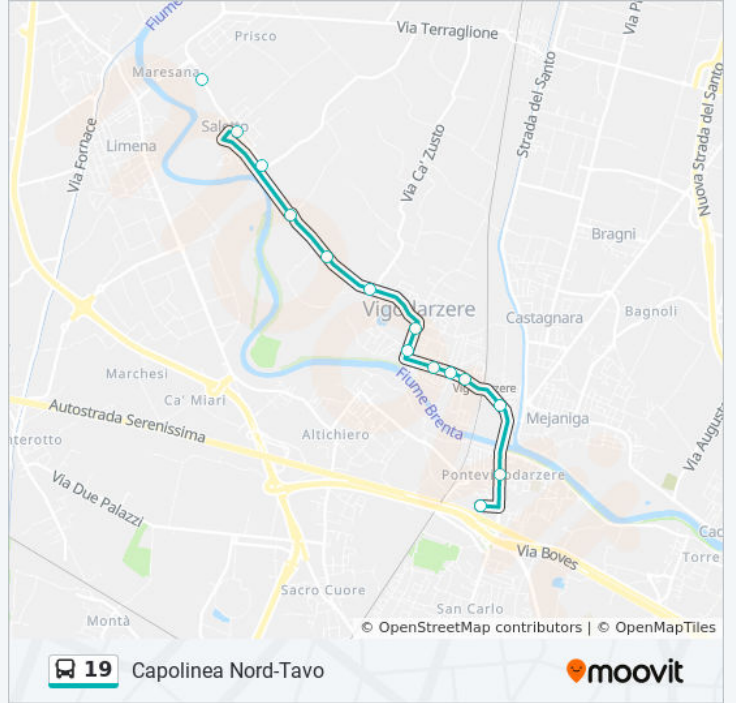 Fiume
Prisco
Via Terraglione
Maresana
Strada del Santo
Saletto
Limena
Via Fornace
Via Ca' Zusto
Nuova Strada del Santo
Bragni
Vigodarzere
Castagnara
Bagnoli
Marchesi
Ca' Miari
Fiume Brenta
Autostrada Serenissima
Mejaniga
nterotto
Altichiero
Via August
Pontevigodarzere
Via Due Palazzi
Cad
Via Boves
Torre
Sacro Cuore
San Carlo
Montà
© OpenStreetMap contributors | © OpenMapTiles
19 Capolinea Nord-Tavo
moovit